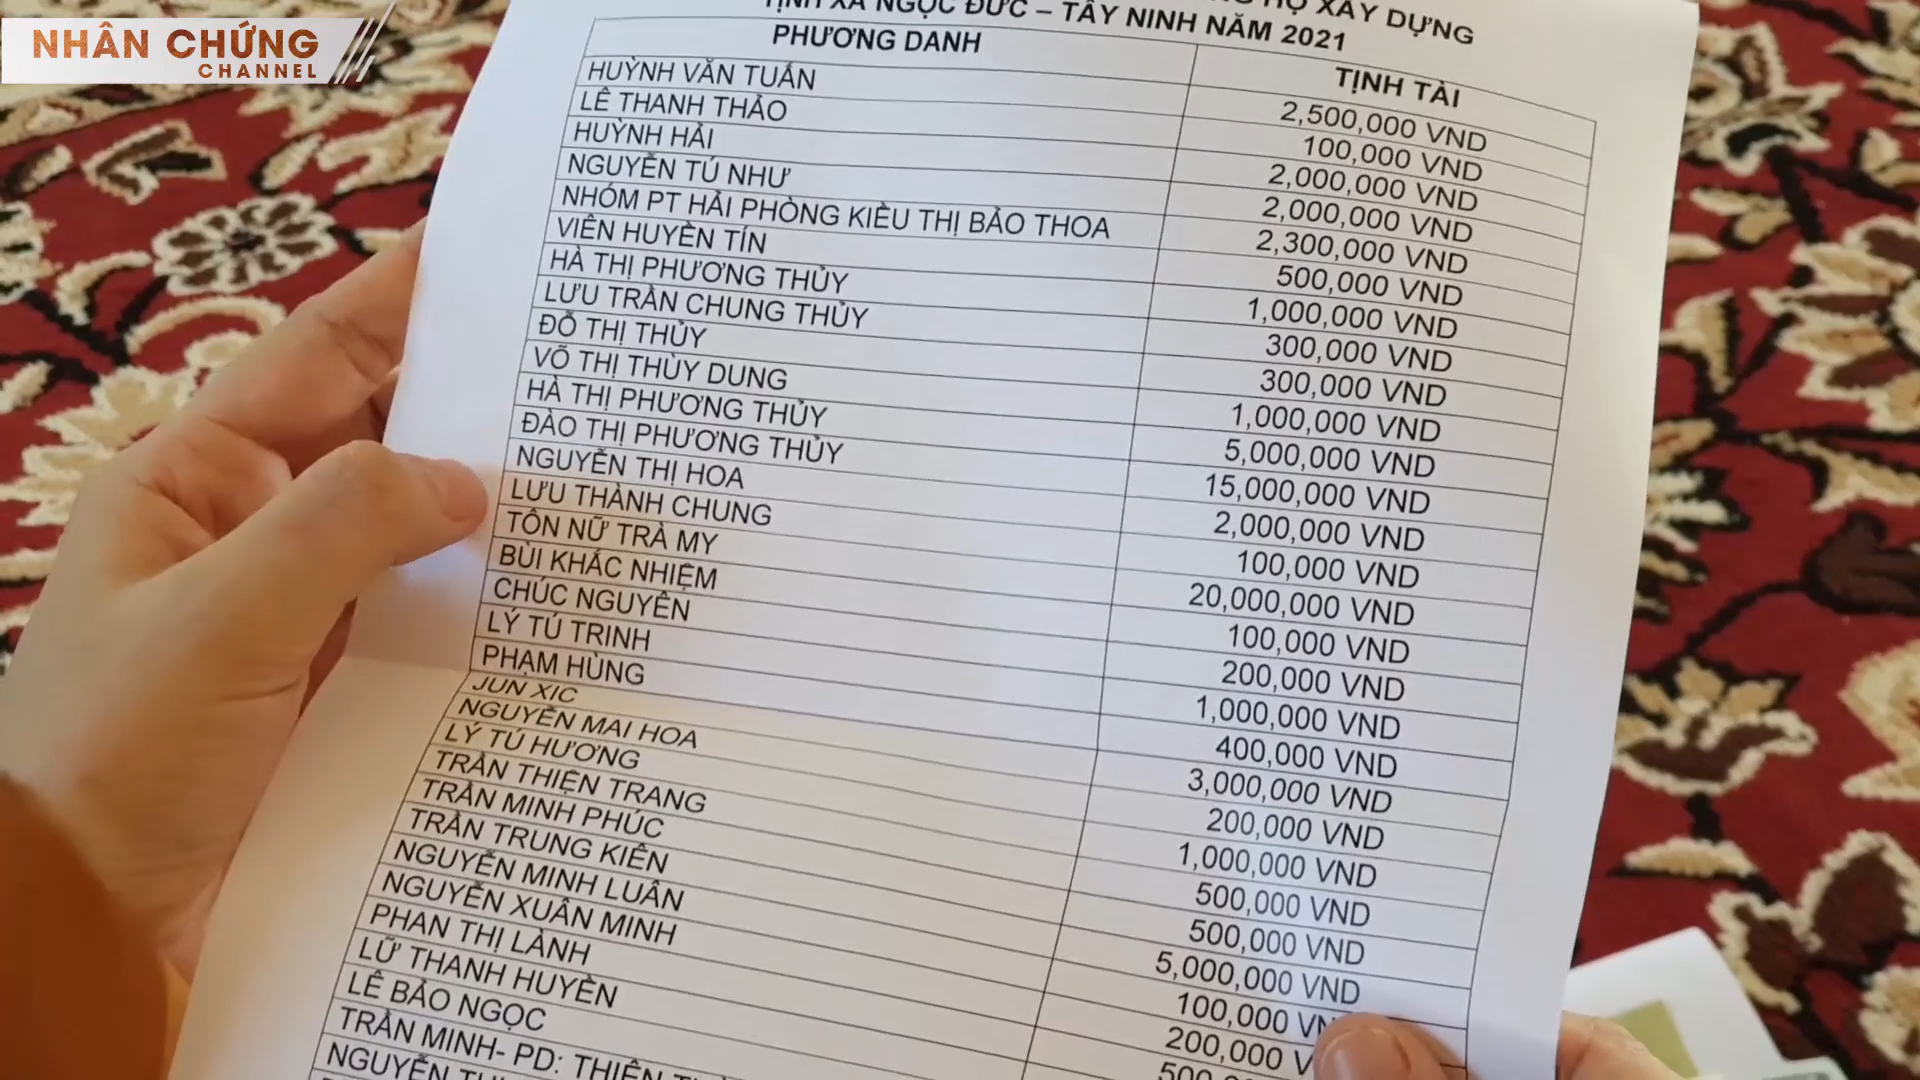 NHÂN CHỨNG
CHANNEL
HỘ XÂY DỰNG
TỊNH XÁ NGỌC ĐỨC – TÂY NINH NĂM 2021
PHƯƠNG DANH TỊNH TÀI
HUỲNH VĂN TUẤN 2,500,000 VND
LÊ THANH THẢO 100,000 VND
HUỲNH HẢI 2,000,000 VND
NGUYỄN TÚ NHƯ 2,000,000 VND
NHÓM PT HẢI PHÒNG KIỀU THỊ BẢO THOA 2,300,000 VND
VIÊN HUYỀN TÍN 500,000 VND
HÀ THỊ PHƯƠNG THỦY 1,000,000 VND
LƯU TRẦN CHUNG THỦY 300,000 VND
ĐỖ THỊ THỦY 300,000 VND
VÕ THỊ THÙY DUNG 1,000,000 VND
HÀ THỊ PHƯƠNG THỦY 5,000,000 VND
ĐÀO THỊ PHƯƠNG THỦY 15,000,000 VND
NGUYỄN THỊ HOA 2,000,000 VND
LƯU THÀNH CHUNG 100,000 VND
TÔN NỮ TRÀ MY 20,000,000 VND
BÙI KHẮC NHIỆM 100,000 VND
CHÚC NGUYÊN 200,000 VND
LÝ TÚ TRINH 1,000,000 VND
PHẠM HÙNG 400,000 VND
JUN XIC 3,000,000 VND
NGUYỄN MAI HOA 200,000 VND
LÝ TÚ HƯƠNG 1,000,000 VND
TRẦN THIỆN TRANG 500,000 VND
TRẦN MINH PHÚC 500,000 VND
TRẦN TRUNG KIÊN 5,000,000 VND
NGUYỄN MINH LUÂN 100,000
NGUYỄN XUÂN MINH 200,000
PHAN THỊ LÀNH
LỮ THANH HUYỀN
LÊ BẢO NGỌC
TRẦN MINH- PD: THIỆN
NGUYỄN